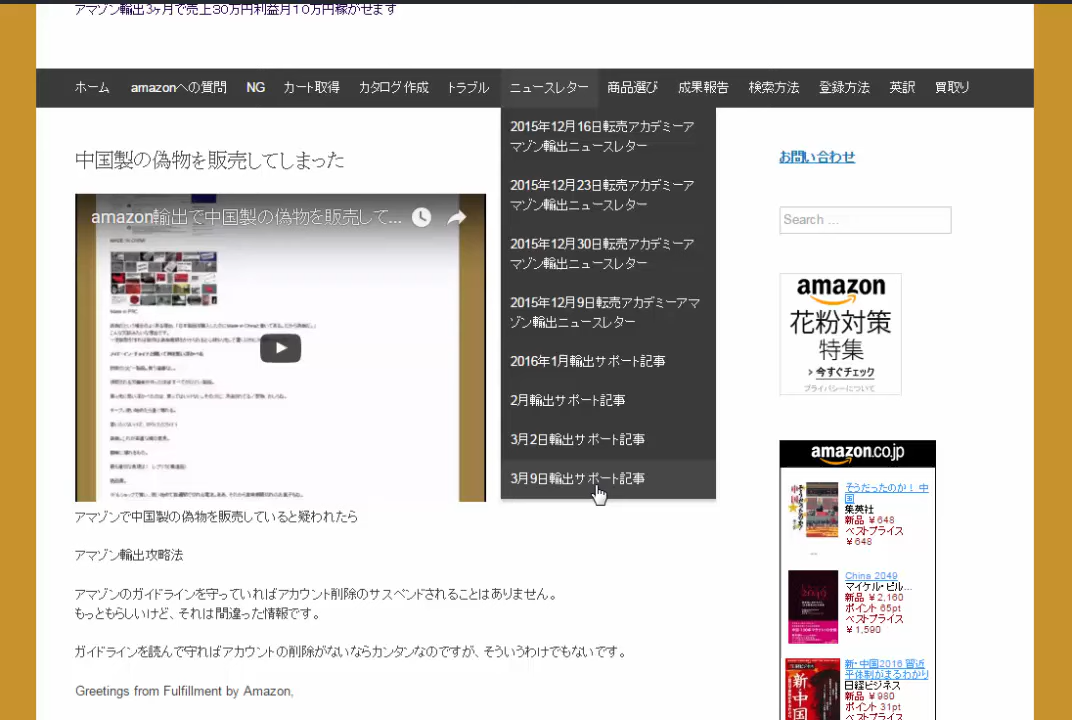 アマゾン輸出3ヶ月で売上30万円利益月10万円稼がせます
ホーム amazonへの質問 NG カート取得 カタログ作成 トラブル ニュースレター 商品選び 成果報告 検索方法 登録方法 英訳 買取り
2015年12月16日転売アカデミーア
マゾン輸出ニュースレター
2015年12月23日転売アカデミーア
マゾン輸出ニュースレター
2015年12月30日転売アカデミーア
マゾン輸出ニュースレター
2015年12月9日転売アカデミーアマ
ゾン輸出ニュースレター
2016年1月輸出サポート記事
2月輸出サポート記事
3月2日輸出サポート記事
3月9日輸出サポート記事
中国製の偽物を販売してしまった
amazon輸出で中国製の偽物を販売して...
アマゾンで中国製の偽物を販売していると疑われたら
アマゾン輸出攻略法
アマゾンのガイドラインを守っていればアカウント削除のサスペンドされることはありません。
もっともらしいけど、それは間違った情報です。
ガイドラインを読んで守ればアカウントの削除がないならカンタンなのですが、そういうわけでもないです。
Greetings from Fulfillment by Amazon,
お問い合わせ
Search ...
amazon
花粉対策
特集
› 今すぐチェック
プライバシーについて
amazon.co.jp
そうだったのか！ 中
国
集英社
新品 ￥648
ベストプライス
￥648
China 2049
マイケル・ピル...
新品 ￥2,160
ポイント 65pt
ベストプライス
￥1,590
新・中国2016 習近
平体制がまるわかり
日経ビジネス
新品 ￥980
ポイント 31pt
ベストプライス